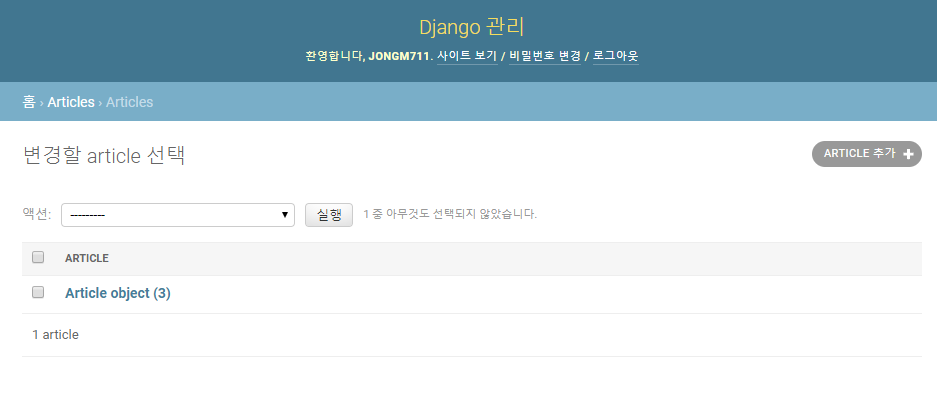 Django 관리
환영합니다, JONGM711. 사이트 보기 / 비밀번호 변경 / 로그아웃
홈 › Articles › Articles
변경할 article 선택
ARTICLE 추가 +
액션: --------- 실행 1 중 아무것도 선택되지 않았습니다.
ARTICLE
Article object (3)
1 article